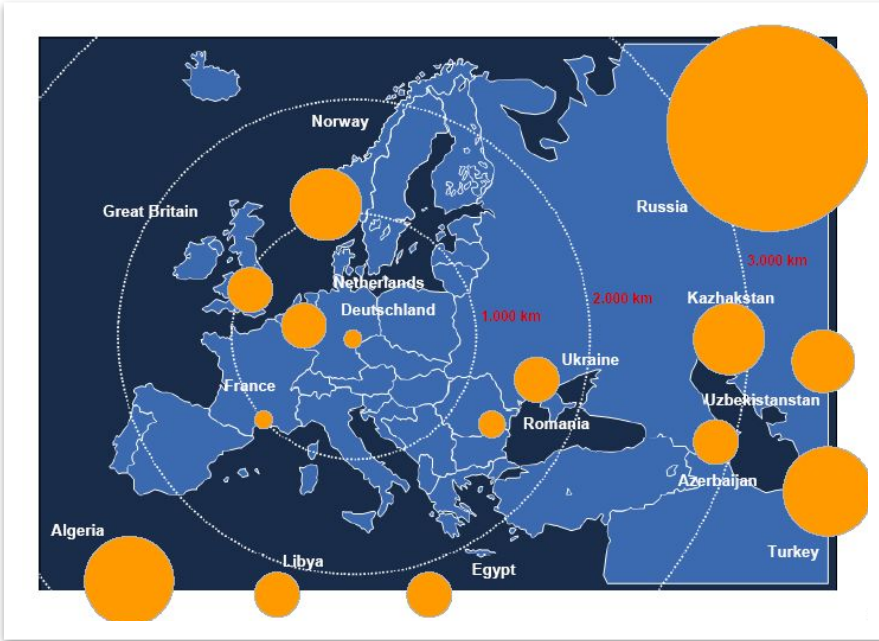 Norway
Great Britain
Russia
3.000 km
Netherlands
2.000 km
Kazhakstan
Deutschland
1.000 km
Ukraine
France
Uzbekistanstan
Romania
Azerbaijan
Algeria
Turkey
Libya
Egypt